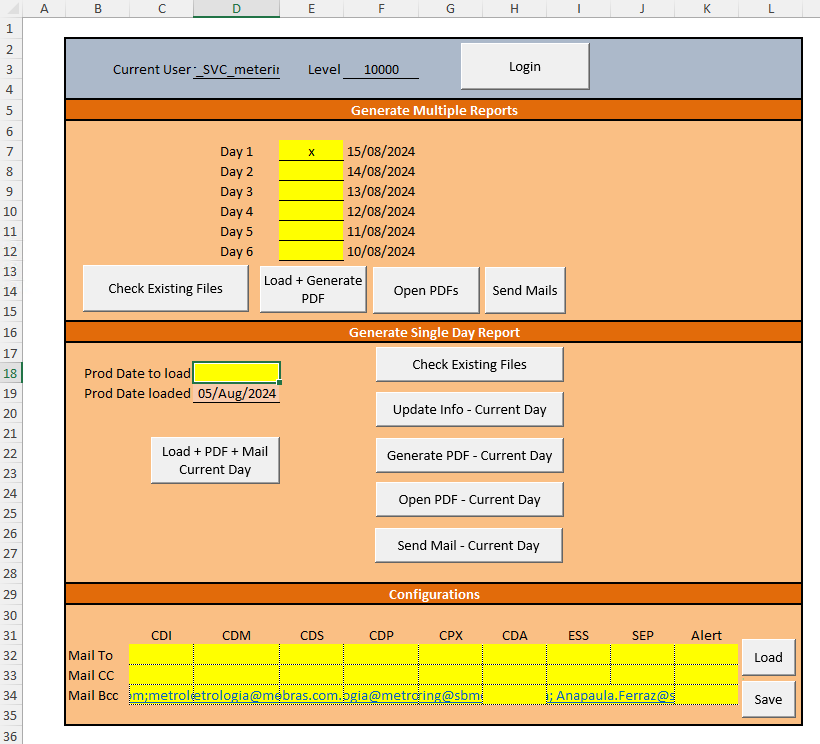 A B C D E F G H I J K L
1
2
3 Current User :_SVC_meterin Level 10000 Login
4
5 Generate Multiple Reports
6
7 Day 1 x 15/08/2024
8 Day 2 14/08/2024
9 Day 3 13/08/2024
10 Day 4 12/08/2024
11 Day 5 11/08/2024
12 Day 6 10/08/2024
13
14 Check Existing Files Load + Generate PDF Open PDFs Send Mails
15
16 Generate Single Day Report
17
Check Existing Files
18 Prod Date to load
19 Prod Date loaded 05/Aug/2024
20 Update Info - Current Day
21
22 Load + PDF + Mail Generate PDF - Current Day
23 Current Day
24 Open PDF - Current Day
25
26
27 Send Mail - Current Day
28
29 Configurations
30
31 CDI CDM CDS CDP CPX CDA ESS SEP Alert
32 Mail To Load
33 Mail CC
34 Mail Bcc m;metrol etrologia@m ebras.com. ogia@metr ring@sbm ; Anapaula.Ferraz@s Save
35
36